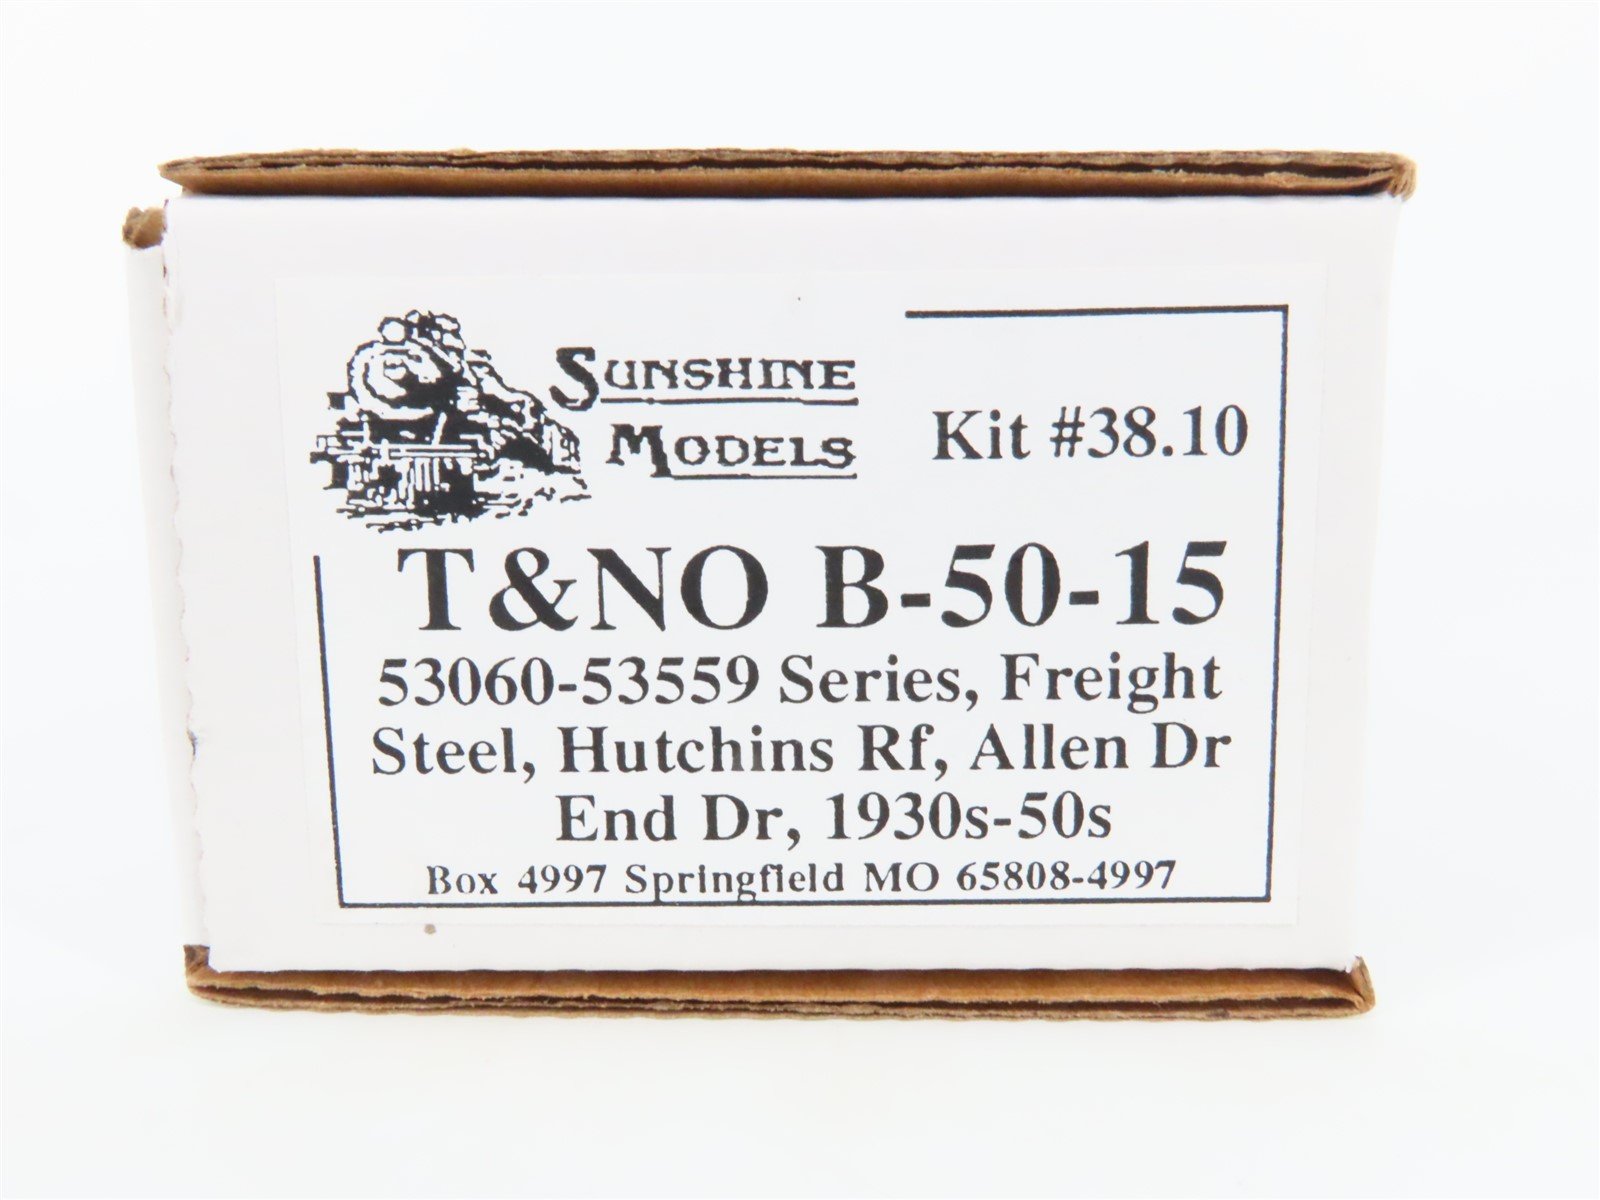 SUNSHINE
MODELS
Kit #38.10
T&NO B-50-15
53060-53559 Series, Freight
Steel, Hutchins Rf, Allen Dr
End Dr, 1930s-50s
Box 4997 Springfield MO 65808-4997